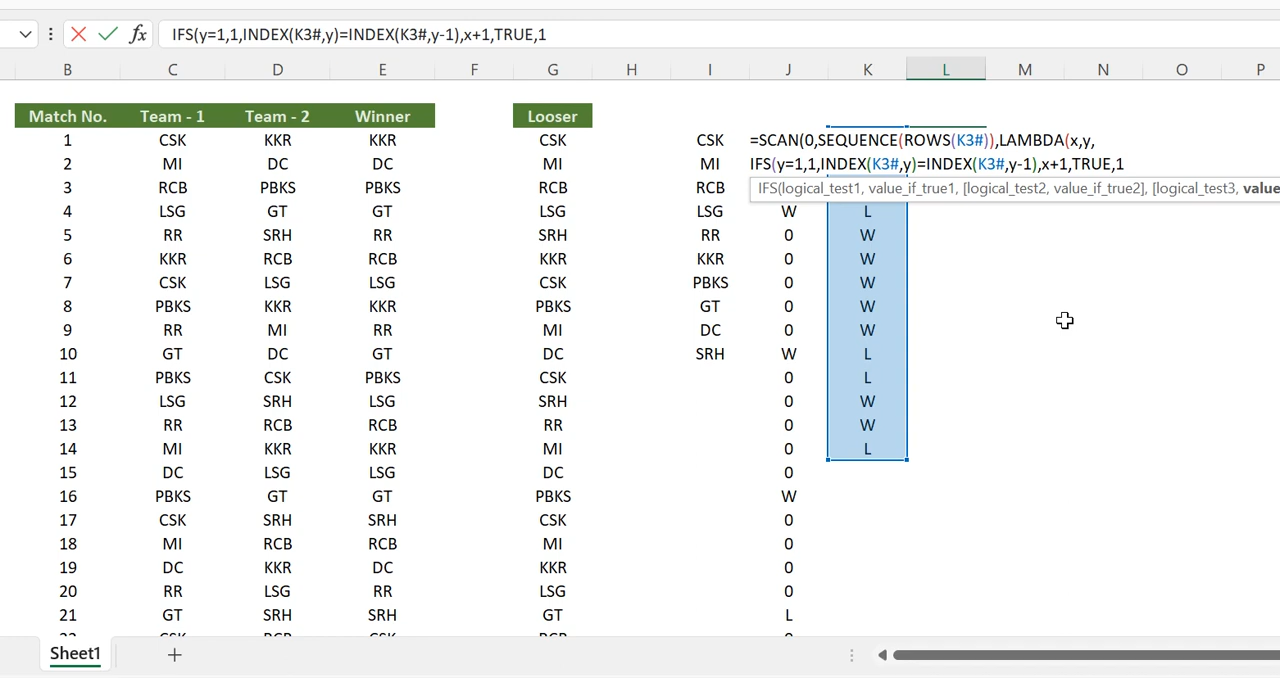 fx IFS(y=1,1,INDEX(K3#,y)=INDEX(K3#,y-1),x+1,TRUE,1
B C D E F G H I J K L M N O P
Match No. Team - 1 Team - 2 Winner Looser
1 CSK KKR KKR CSK CSK =SCAN(0,SEQUENCE(ROWS(K3#)),LAMBDA(x,y,
2 MI DC DC MI MI IFS(y=1,1,INDEX(K3#,y)=INDEX(K3#,y-1),x+1,TRUE,1
3 RCB PBKS PBKS RCB RCB IFS(logical_test1, value_if_true1, [logical_test2, value_if_true2], [logical_test3, value
4 LSG GT GT LSG LSG W L
5 RR SRH RR SRH RR 0 W
6 KKR RCB RCB KKR KKR 0 W
7 CSK LSG LSG CSK PBKS 0 W
8 PBKS KKR KKR PBKS GT 0 W
9 RR MI RR MI DC 0 W
10 GT DC GT DC SRH W L
11 PBKS CSK PBKS CSK 0 L
12 LSG SRH LSG SRH 0 W
13 RR RCB RCB RR 0 W
14 MI KKR KKR MI 0 L
15 DC LSG LSG DC 0
16 PBKS GT GT PBKS W
17 CSK SRH SRH CSK 0
18 MI RCB RCB MI 0
19 DC KKR DC KKR 0
20 RR LSG RR LSG 0
21 GT SRH SRH GT L
Sheet1